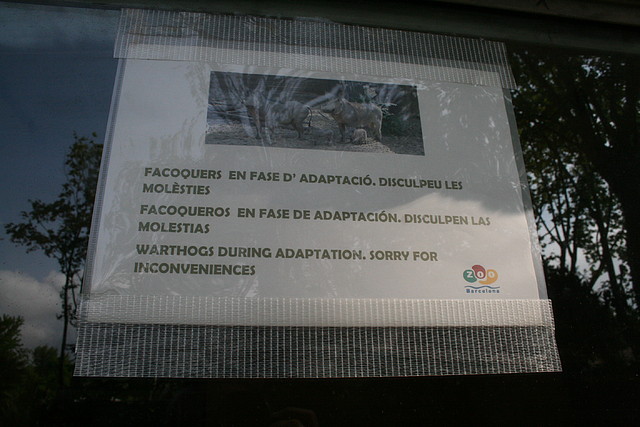 FACOQUERS EN FASE D' ADAPTACIÓ. DISCULPEU LES
MOLÈSTIES
FACOQUEROS EN FASE DE ADAPTACIÓN. DISCULPEN LAS
MOLESTIAS
WARTHOGS DURING ADAPTATION. SORRY FOR
INCONVENIENCES
ZOO
Barcelona